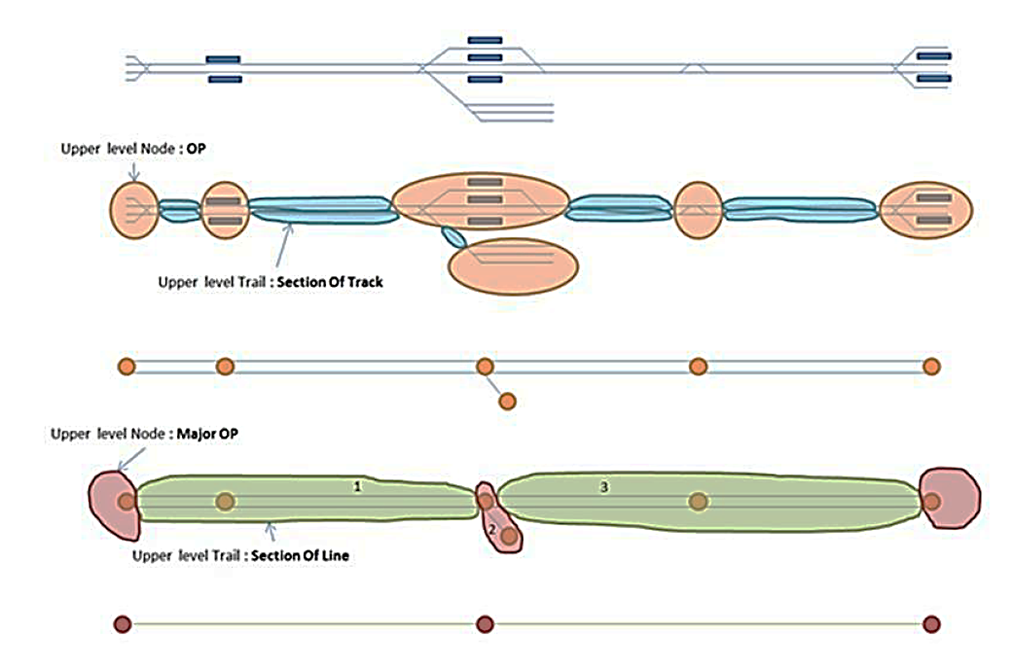 Upper level Node : OP
Upper level Trail : Section Of Track
Upper level Node : Major OP
1
3
2
Upper level Trail : Section Of Line